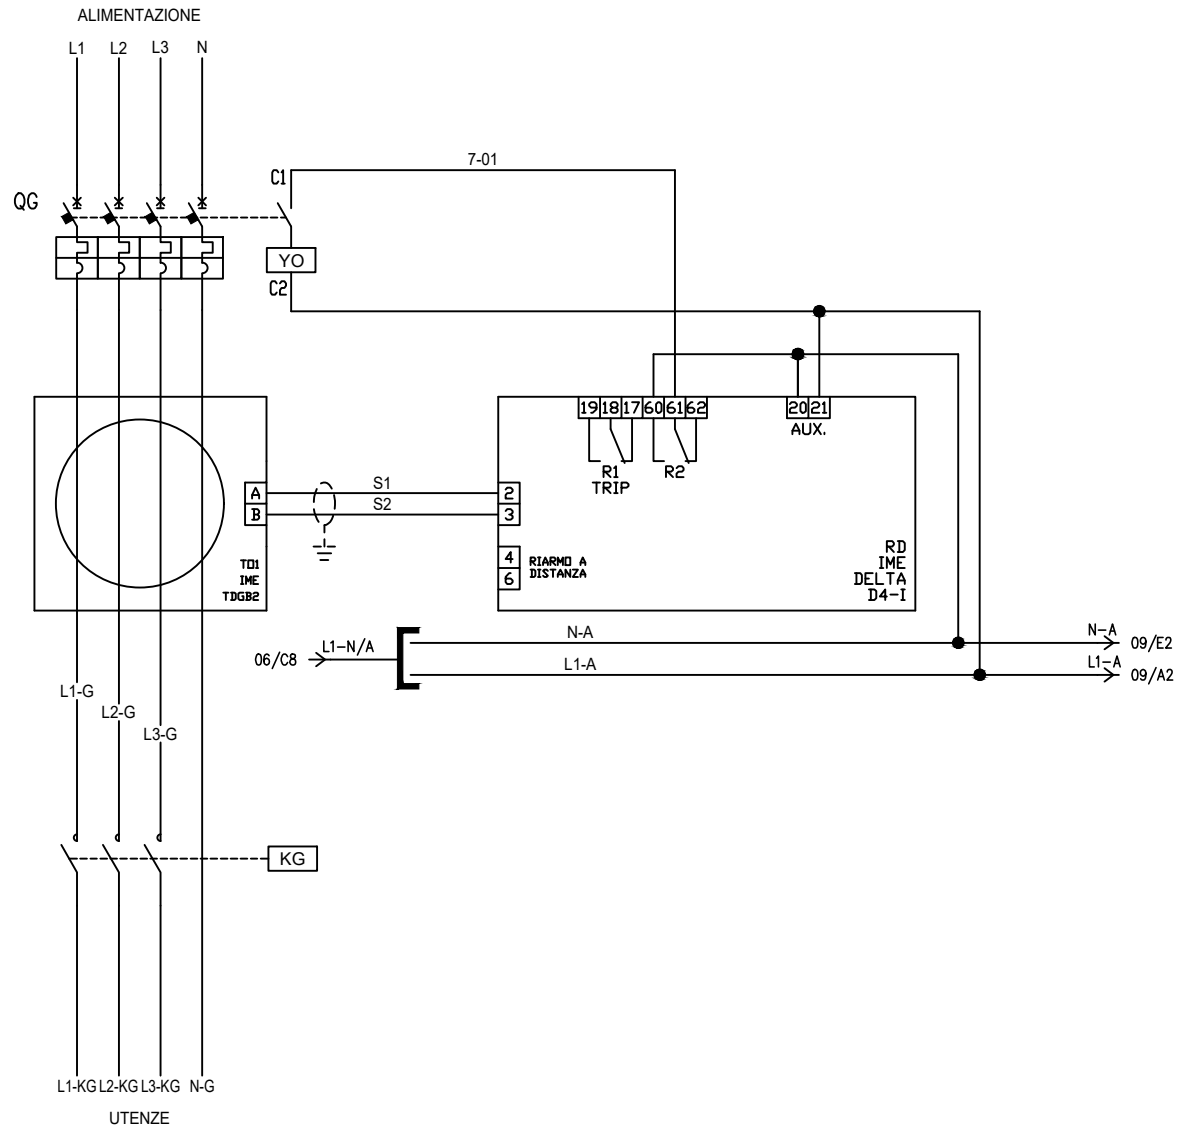 ALIMENTAZIONE
L1 L2 L3 N
7-01
C1
QG
YO
C2
19 18 17 60 61 62 20 21
AUX.
R1 R2
TRIP
A S1 2
B S2 3
4 RIARMO A
6 DISTANZA
T01
IME
TDGB2
RD
IME
DELTA
D4-I
N-A N-A 09/E2
06/C8 L1-N/A
L1-A L1-A 09/A2
L1-G
L2-G
L3-G
KG
L1-KG L2-KG L3-KG N-G
UTENZE